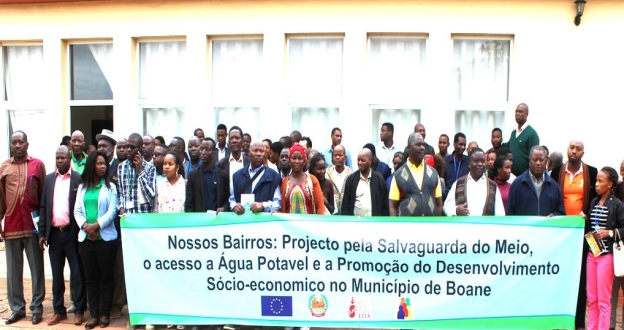 Nossos Bairros: Projecto pela Salvaguarda do Meio,
o acesso a Água Potavel e a Promoção do Desenvolvimento
Sócio-economico no Município de Boane